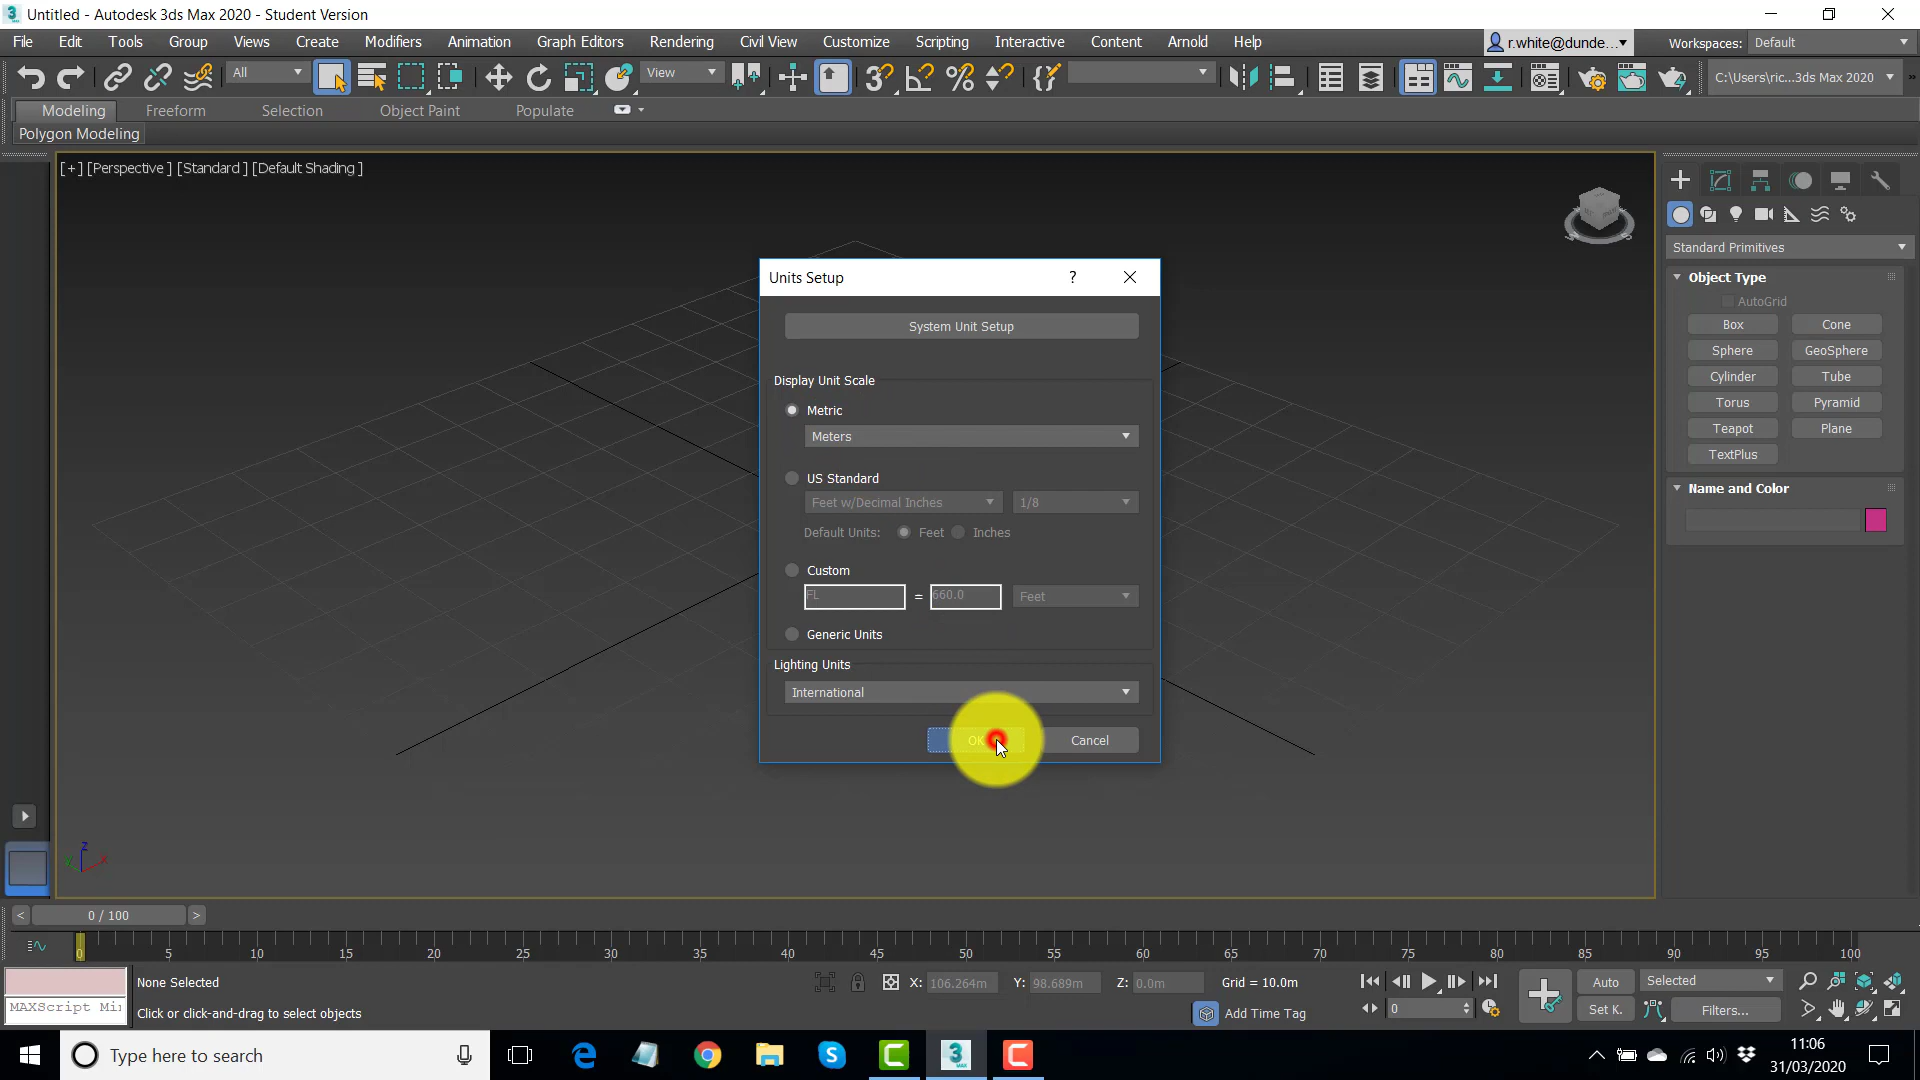 Untitled - Autodesk 3ds Max 2020 - Student Version
File Edit Tools Group Views Create Modifiers Animation Graph Editors Rendering Civil View Customize Scripting Interactive Content Arnold Help r.white@dunde... Workspaces: Default
All View C:\Users\ric...3ds Max 2020
Modeling Freeform Selection Object Paint Populate
Polygon Modeling
[+] [Perspective ] [Standard ] [Default Shading ]
Standard Primitives
Object Type
AutoGrid
Box Cone
Sphere GeoSphere
Cylinder Tube
Torus Pyramid
Teapot Plane
TextPlus
Name and Color
Units Setup ?
System Unit Setup
Display Unit Scale
Metric
Meters
US Standard
Feet w/Decimal Inches 1/8
Default Units: Feet Inches
Custom
FL = 660.0 Feet
Generic Units
Lighting Units
International
OK Cancel
z
x
< 0 / 100 >
0 5 10 15 20 25 30 35 40 45 50 55 60 65 70 75 80 85 90 95 100
None Selected X: 106.264m Y: 98.689m Z: 0.0m Grid = 10.0m Auto Selected
MAXScript Mi
Click or click-and-drag to select objects Add Time Tag 0 Set K. Filters...
Type here to search
11:06
31/03/2020